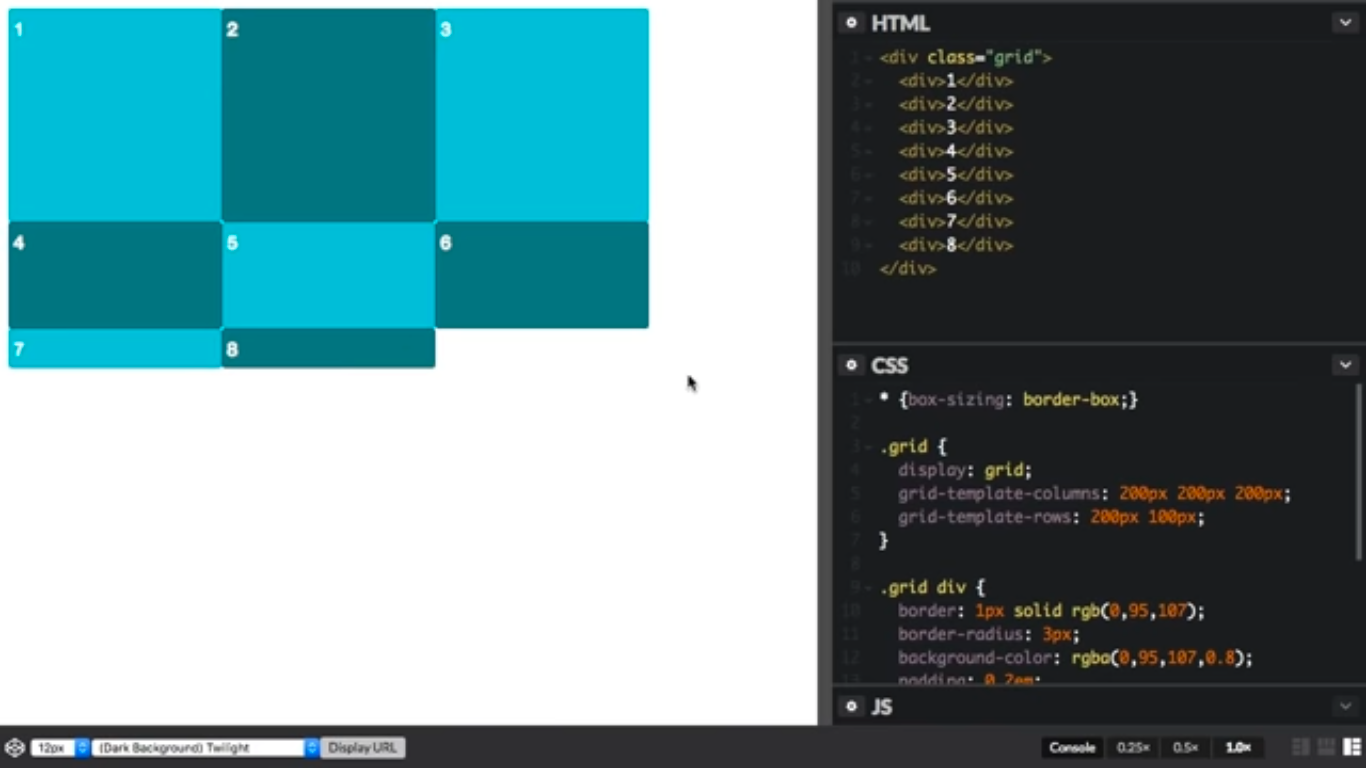 1 2 3
4 5 6
7 8
HTML
1 <div class="grid">
2 <div>1</div>
3 <div>2</div>
4 <div>3</div>
5 <div>4</div>
6 <div>5</div>
7 <div>6</div>
8 <div>7</div>
9 <div>8</div>
10 </div>
CSS
1 * {box-sizing: border-box;}
2
3 .grid {
4 display: grid;
5 grid-template-columns: 200px 200px 200px;
6 grid-template-rows: 200px 100px;
7 }
8
9 .grid div {
10 border: 1px solid rgb(0,95,107);
11 border-radius: 3px;
12 background-color: rgba(0,95,107,0.8);
13 padding: 0.2em;
JS
12px (Dark Background) Twilight Display URL Console 0.25× 0.5× 1.0×